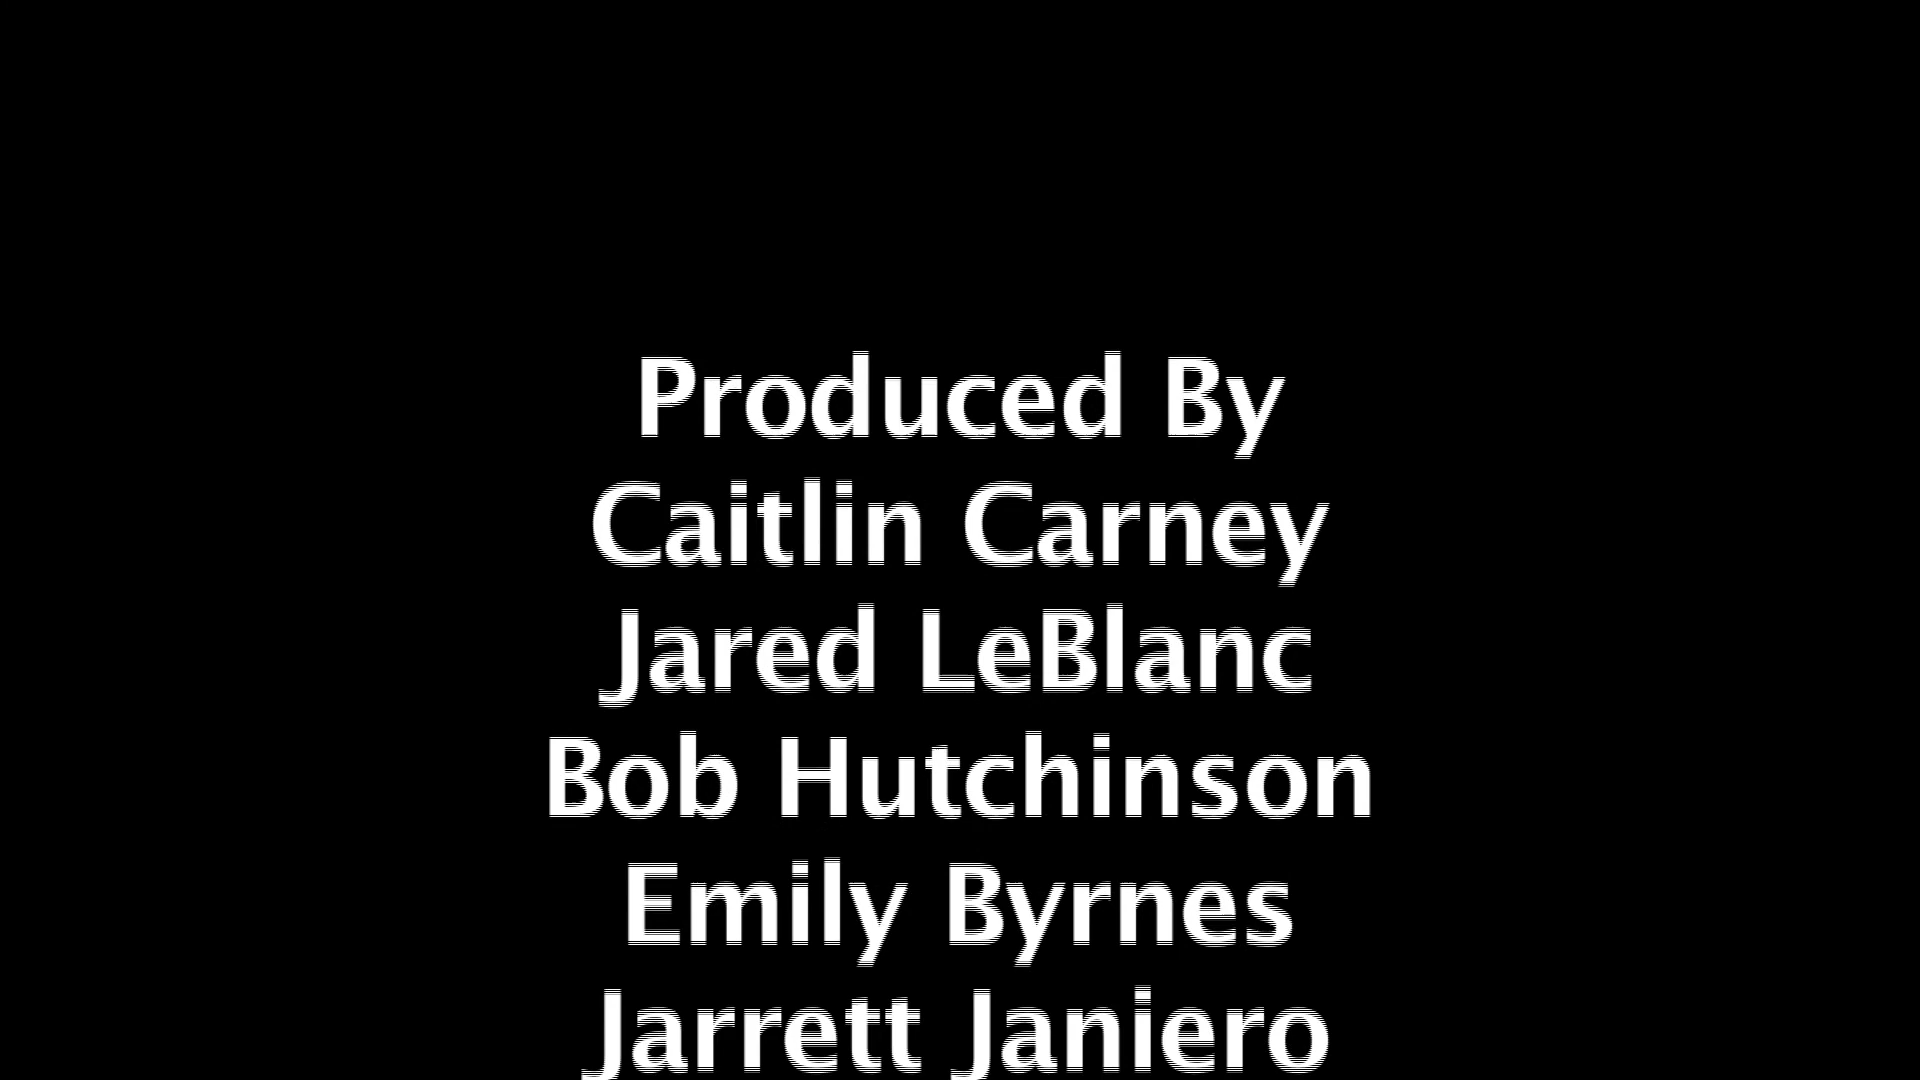 Produced By
Caitlin Carney
Jared LeBlanc
Bob Hutchinson
Emily Byrnes
Jarrett Janiero